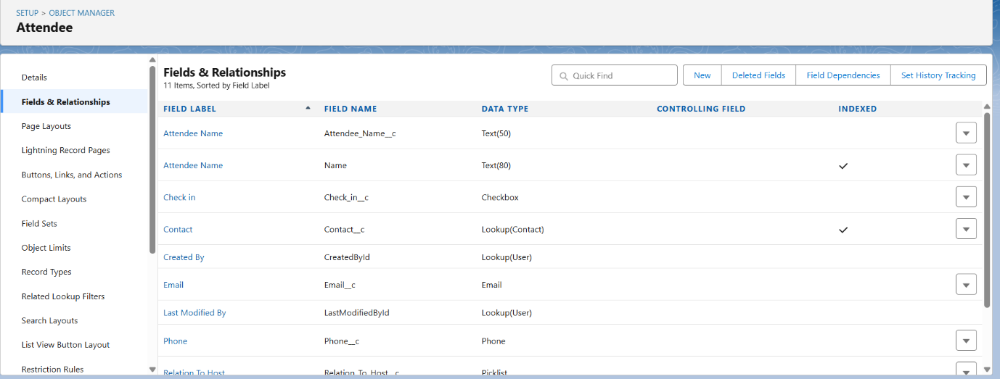 SETUP > OBJECT MANAGER
Attendee
Details
Fields & Relationships
Page Layouts
Lightning Record Pages
Buttons, Links, and Actions
Compact Layouts
Field Sets
Object Limits
Record Types
Related Lookup Filters
Search Layouts
List View Button Layout
Restriction Rules
Fields & Relationships
11 Items, Sorted by Field Label
Quick Find
New
Deleted Fields
Field Dependencies
Set History Tracking
FIELD LABEL FIELD NAME DATA TYPE CONTROLLING FIELD INDEXED
Attendee Name Attendee_Name__c Text(50)
Attendee Name Name Text(80)
Check in Check_in__c Checkbox
Contact Contact__c Lookup(Contact)
Created By CreatedById Lookup(User)
Email Email__c Email
Last Modified By LastModifiedById Lookup(User)
Phone Phone__c Phone
Relation To Host Relation_To_Host__c Picklist